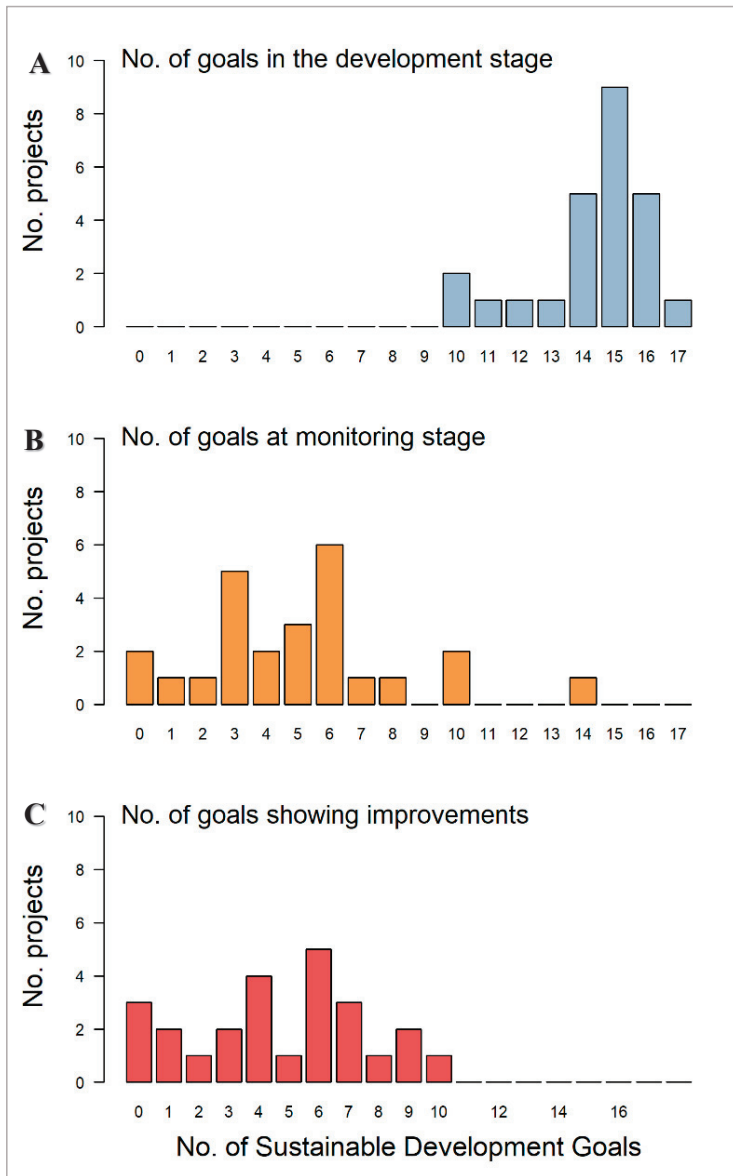 A
No. of goals in the development stage
No. projects
10
8
6
4
2
0
0 1 2 3 4 5 6 7 8 9 10 11 12 13 14 15 16 17
B
No. of goals at monitoring stage
No. projects
10
8
6
4
2
0
0 1 2 3 4 5 6 7 8 9 10 11 12 13 14 15 16 17
C
No. of goals showing improvements
No. projects
10
8
6
4
2
0
0 1 2 3 4 5 6 7 8 9 10 12 14 16
No. of Sustainable Development Goals